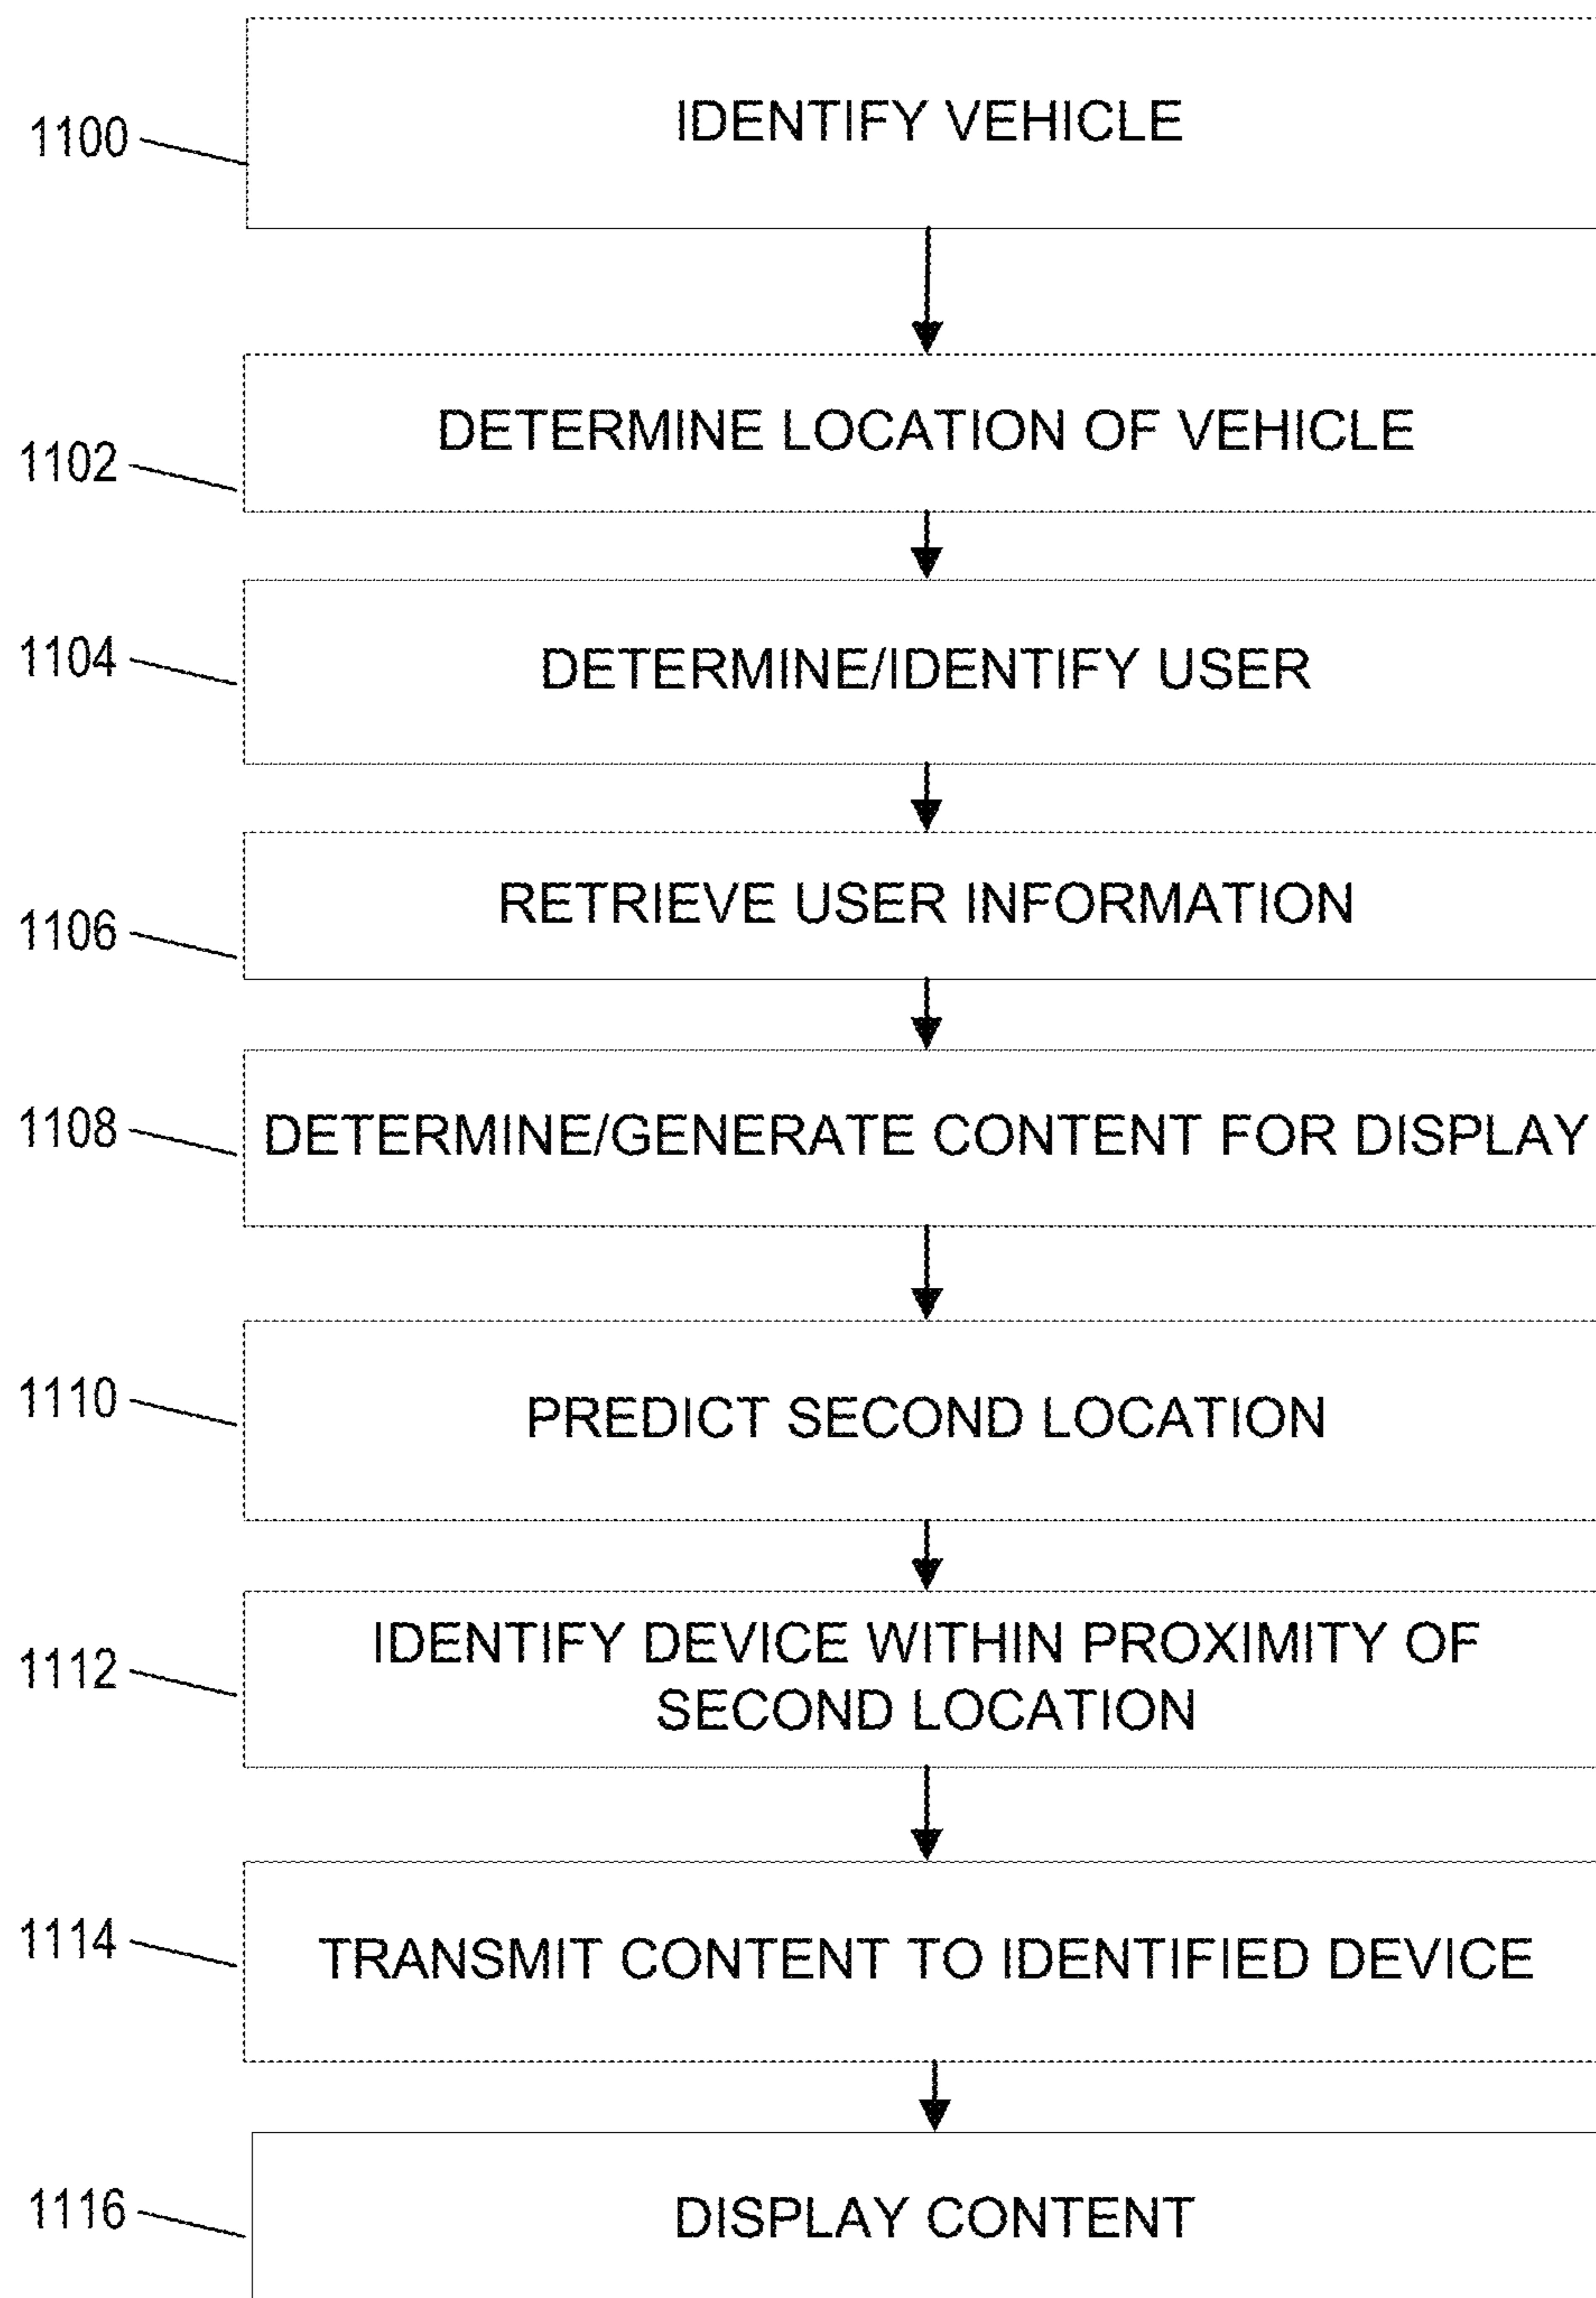 1100
IDENTIFY VEHICLE
1102
DETERMINE LOCATION OF VEHICLE
1104
DETERMINE/IDENTIFY USER
1106
RETRIEVE USER INFORMATION
1108
DETERMINE/GENERATE CONTENT FOR DISPLAY
1110
PREDICT SECOND LOCATION
1112
IDENTIFY DEVICE WITHIN PROXIMITY OF
SECOND LOCATION
1114
TRANSMIT CONTENT TO IDENTIFIED DEVICE
1116
DISPLAY CONTENT